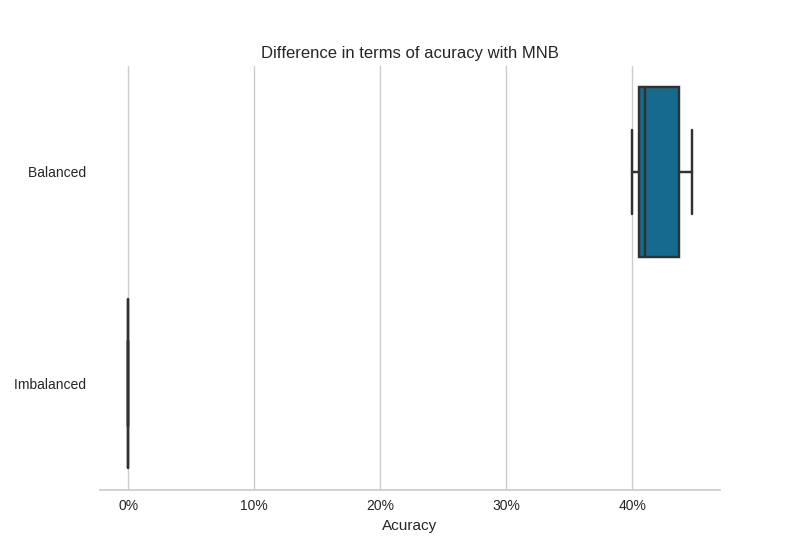 Difference in terms of acuracy with MNB
Balanced
Imbalanced
0%
10%
20%
30%
40%
Acuracy